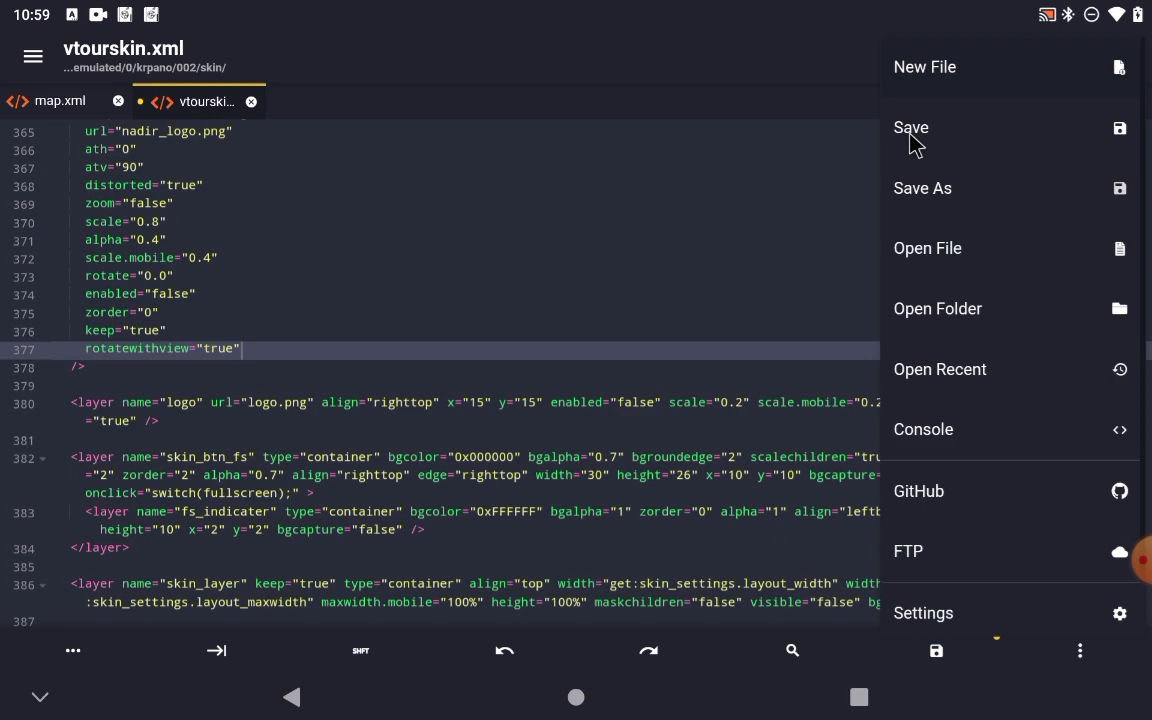 10:59
vtourskin.xml
...emulated/0/krpano/002/skin/
map.xml
vtourski...
365 url="nadir_logo.png"
366 ath="0"
367 atv="90"
368 distorted="true"
369 zoom="false"
370 scale="0.8"
371 alpha="0.4"
372 scale.mobile="0.4"
373 rotate="0.0"
374 enabled="false"
375 zorder="0"
376 keep="true"
377 rotatewithview="true"
378 />
379
380 <layer name="logo" url="logo.png" align="righttop" x="15" y="15" enabled="false" scale="0.2" scale.mobile="0.2
="true" />
381
382 <layer name="skin_btn_fs" type="container" bgcolor="0x000000" bgalpha="0.7" bgroundedge="2" scalechildren="tru
="2" zorder="2" alpha="0.7" align="righttop" edge="righttop" width="30" height="26" x="10" y="10" bgcapture=
onclick="switch(fullscreen);" >
383 <layer name="fs_indicater" type="container" bgcolor="0xFFFFFF" bgalpha="1" zorder="0" alpha="1" align="leftb
height="10" x="2" y="2" bgcapture="false" />
384 </layer>
385
386 <layer name="skin_layer" keep="true" type="container" align="top" width="get:skin_settings.layout_width" width
:skin_settings.layout_maxwidth" maxwidth.mobile="100%" height="100%" maskchildren="false" visible="false" bg
387
New File
Save
Save As
Open File
Open Folder
Open Recent
Console
GitHub
FTP
Settings
SHFT